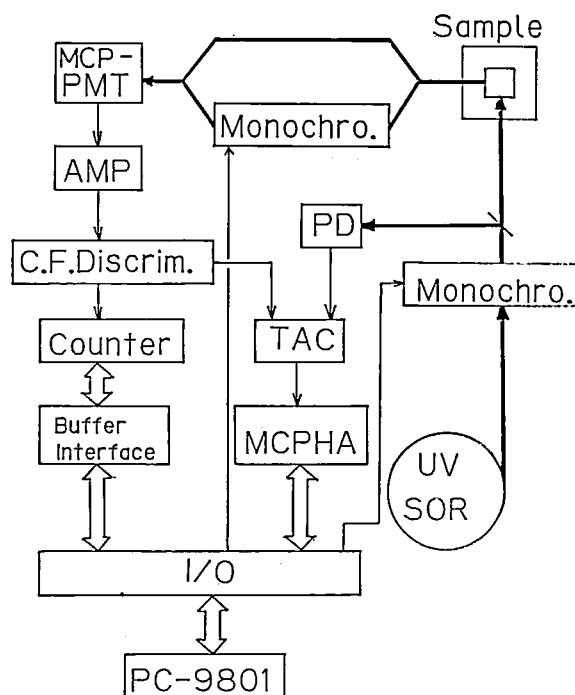 Sample
MCP-
PMT
Monochro.
AMP
PD
C.F.Discrim.
Monochro.
Counter
TAC
Buffer
Interface
MCPHA
UV
SOR
I/O
PC-9801